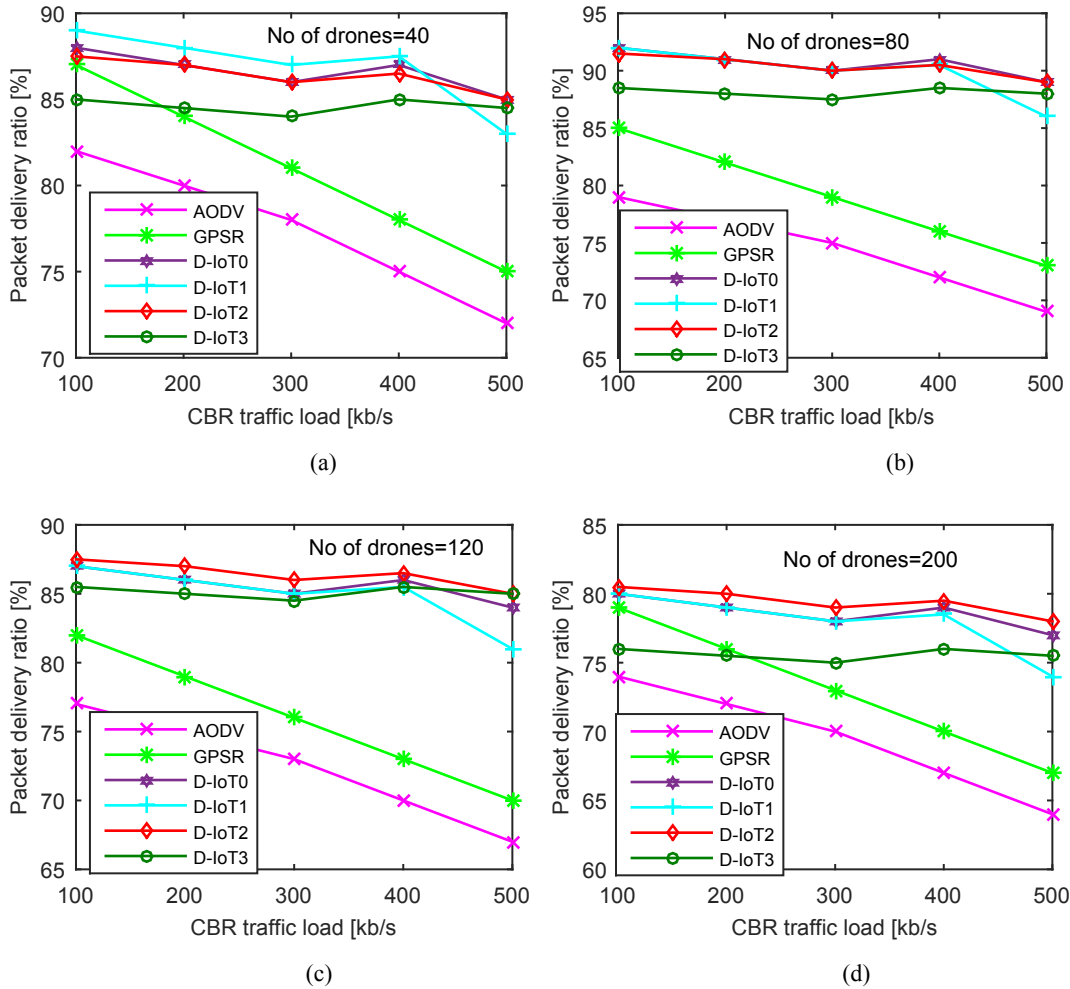 No of drones=40
Packet delivery ratio [%]
90
85
80
75
70
AODV
GPSR
D-IoT0
D-IoT1
D-IoT2
D-IoT3
100 200 300 400 500
CBR traffic load [kb/s
(a)
No of drones=80
Packet delivery ratio [%]
95
90
85
80
75
70
65
AODV
GPSR
D-IoT0
D-IoT1
D-IoT2
D-IoT3
100 200 300 400 500
CBR traffic load [kb/s
(b)
No of drones=120
Packet delivery ratio [%]
90
85
80
75
70
65
AODV
GPSR
D-IoT0
D-IoT1
D-IoT2
D-IoT3
100 200 300 400 500
CBR traffic load [kb/s
(c)
No of drones=200
Packet delivery ratio [%]
85
80
75
70
65
60
AODV
GPSR
D-IoT0
D-IoT1
D-IoT2
D-IoT3
100 200 300 400 500
CBR traffic load [kb/s
(d)